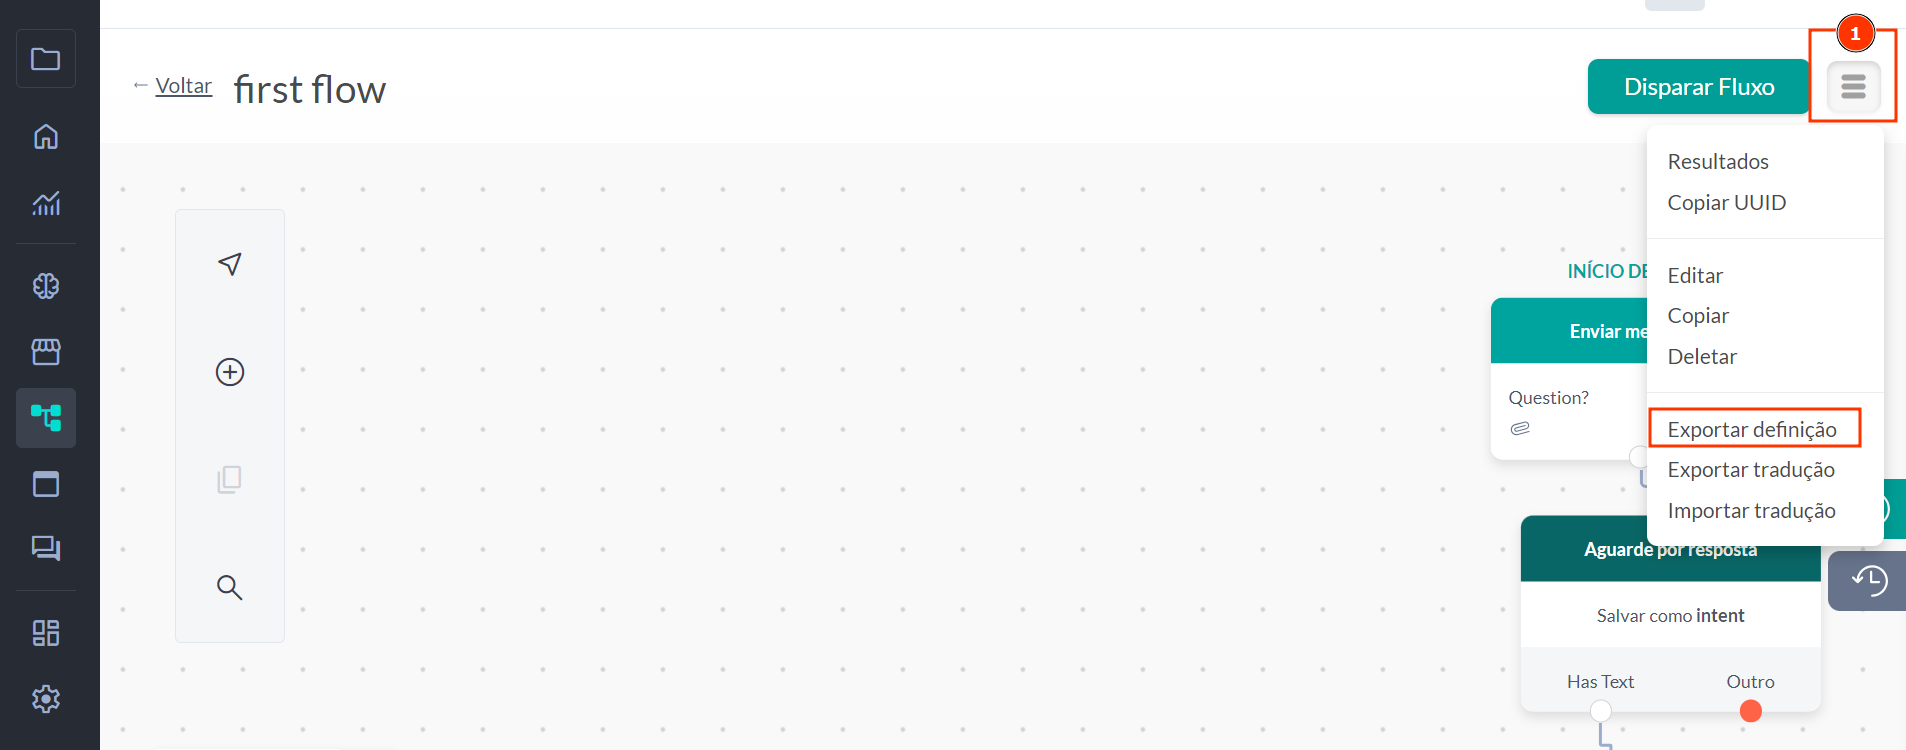 1
← Voltar first flow
Disparar Fluxo
Resultados
Copiar UUID
INÍCIO DE
Editar
Enviar me
Copiar
Deletar
Question?
Exportar definição
Exportar tradução
Importar tradução
Aguarde por resposta
Salvar como intent
Has Text Outro